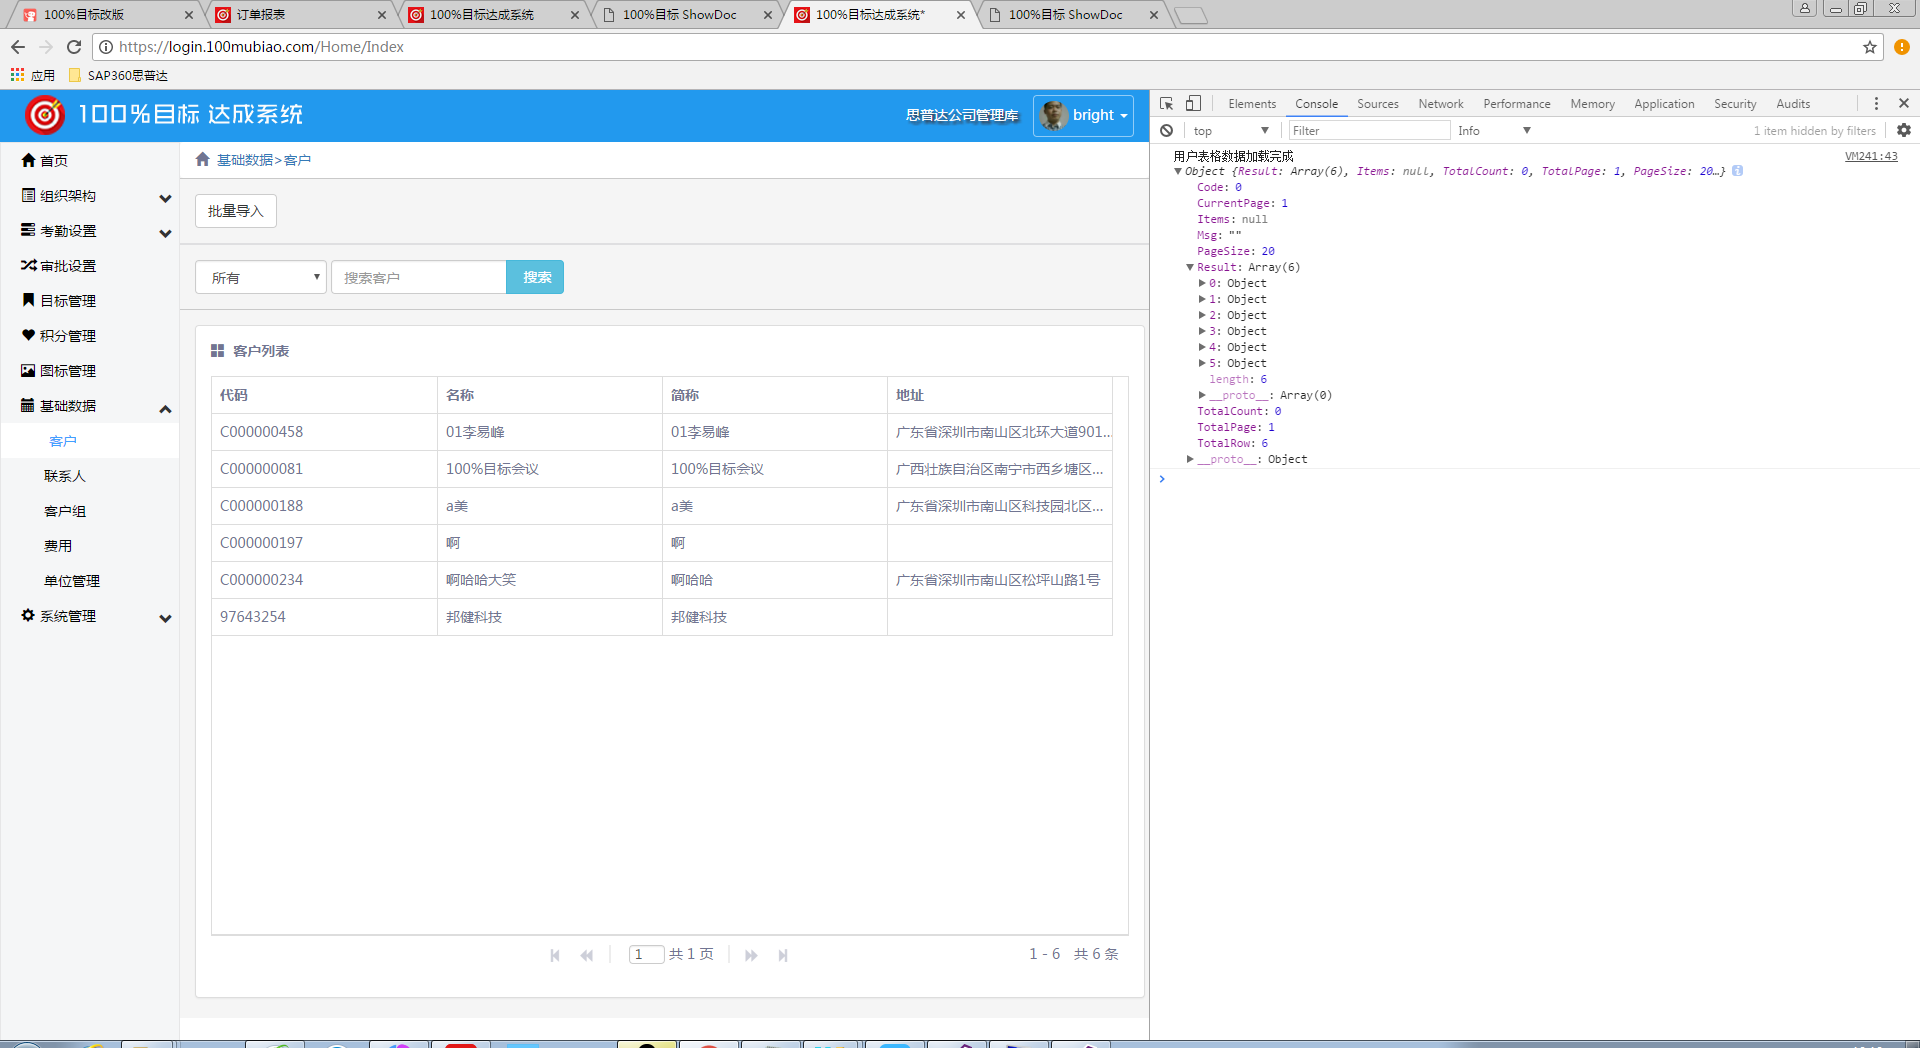 100%目标改版
订单报表
100%目标达成系统
100%目标 ShowDoc
100%目标达成系统*
100%目标 ShowDoc
https://login.100mubiao.com/Home/Index
应用
SAP360思普达
100%目标 达成系统
思普达公司管理库
bright
首页
组织架构
考勤设置
审批设置
目标管理
积分管理
图标管理
基础数据
客户
联系人
客户组
费用
单位管理
系统管理
基础数据>客户
批量导入
所有
搜索客户
搜索
客户列表
代码 名称 简称 地址
C000000458 01李易峰 01李易峰 广东省深圳市南山区北环大道901...
C000000081 100%目标会议 100%目标会议 广西壮族自治区南宁市西乡塘区...
C000000188 a美 a美 广东省深圳市南山区科技园北区...
C000000197 啊 啊
C000000234 啊哈哈大笑 啊哈哈 广东省深圳市南山区松坪山路1号
97643254 邦健科技 邦健科技
1 共 1 页
1 - 6 共 6 条
Elements Console Sources Network Performance Memory Application Security Audits
top Filter Info 1 item hidden by filters
用户表格数据加载完成 VM241:43
Object {Result: Array(6), Items: null, TotalCount: 0, TotalPage: 1, PageSize: 20…}
Code: 0
CurrentPage: 1
Items: null
Msg: ""
PageSize: 20
Result: Array(6)
0: Object
1: Object
2: Object
3: Object
4: Object
5: Object
length: 6
__proto__: Array(0)
TotalCount: 0
TotalPage: 1
TotalRow: 6
__proto__: Object